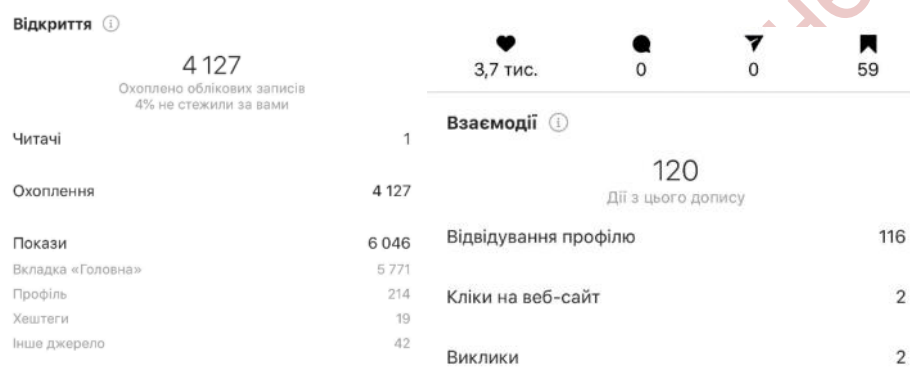 Відкриття
4 127
Охоплено облікових записів
4% не стежили за вами
Читачі 1
Охоплення 4 127
Покази 6 046
Вкладка «Головна» 5 771
Профіль 214
Хештеги 19
Інше джерело 42
3,7 тис. 0 0 59
Взаємодії
120
Дії з цього допису
Відвідування профілю 116
Кліки на веб-сайт 2
Виклики 2